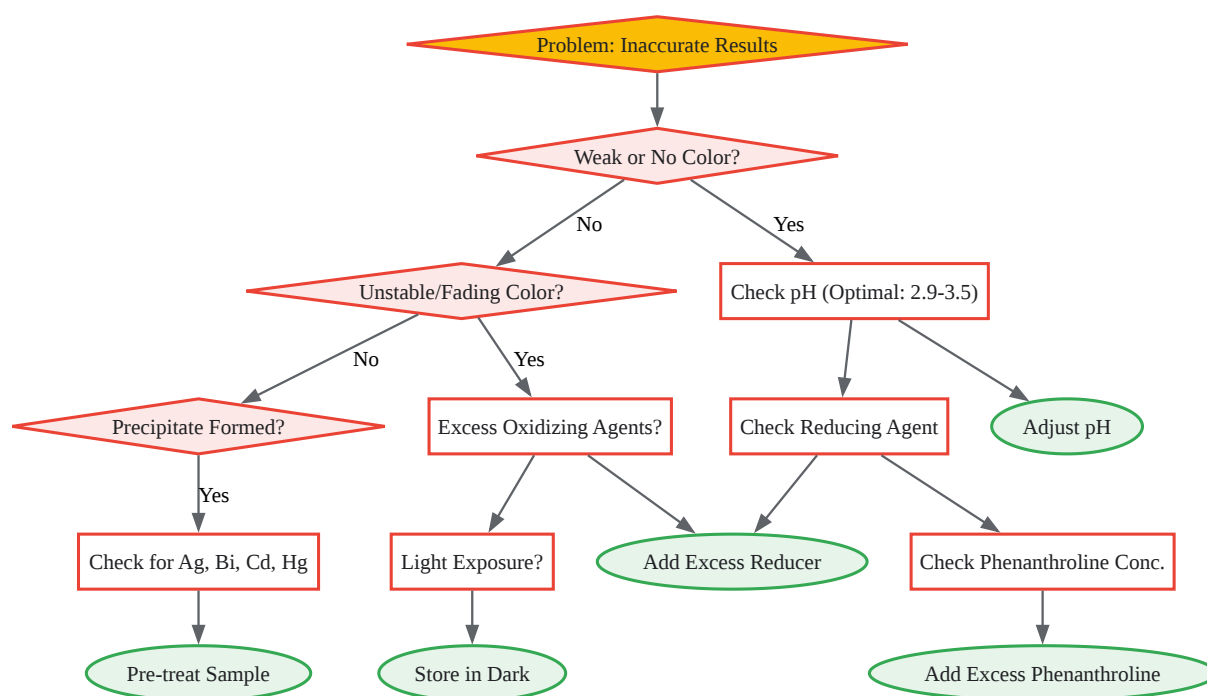 Problem: Inaccurate Results
Weak or No Color?
No
Yes
Unstable/Fading Color?
Check pH (Optimal: 2.9-3.5)
No
Yes
Precipitate Formed?
Excess Oxidizing Agents?
Check Reducing Agent
Adjust pH
Yes
Check for Ag, Bi, Cd, Hg
Light Exposure?
Add Excess Reducer
Check Phenanthroline Conc.
Pre-treat Sample
Store in Dark
Add Excess Phenanthroline